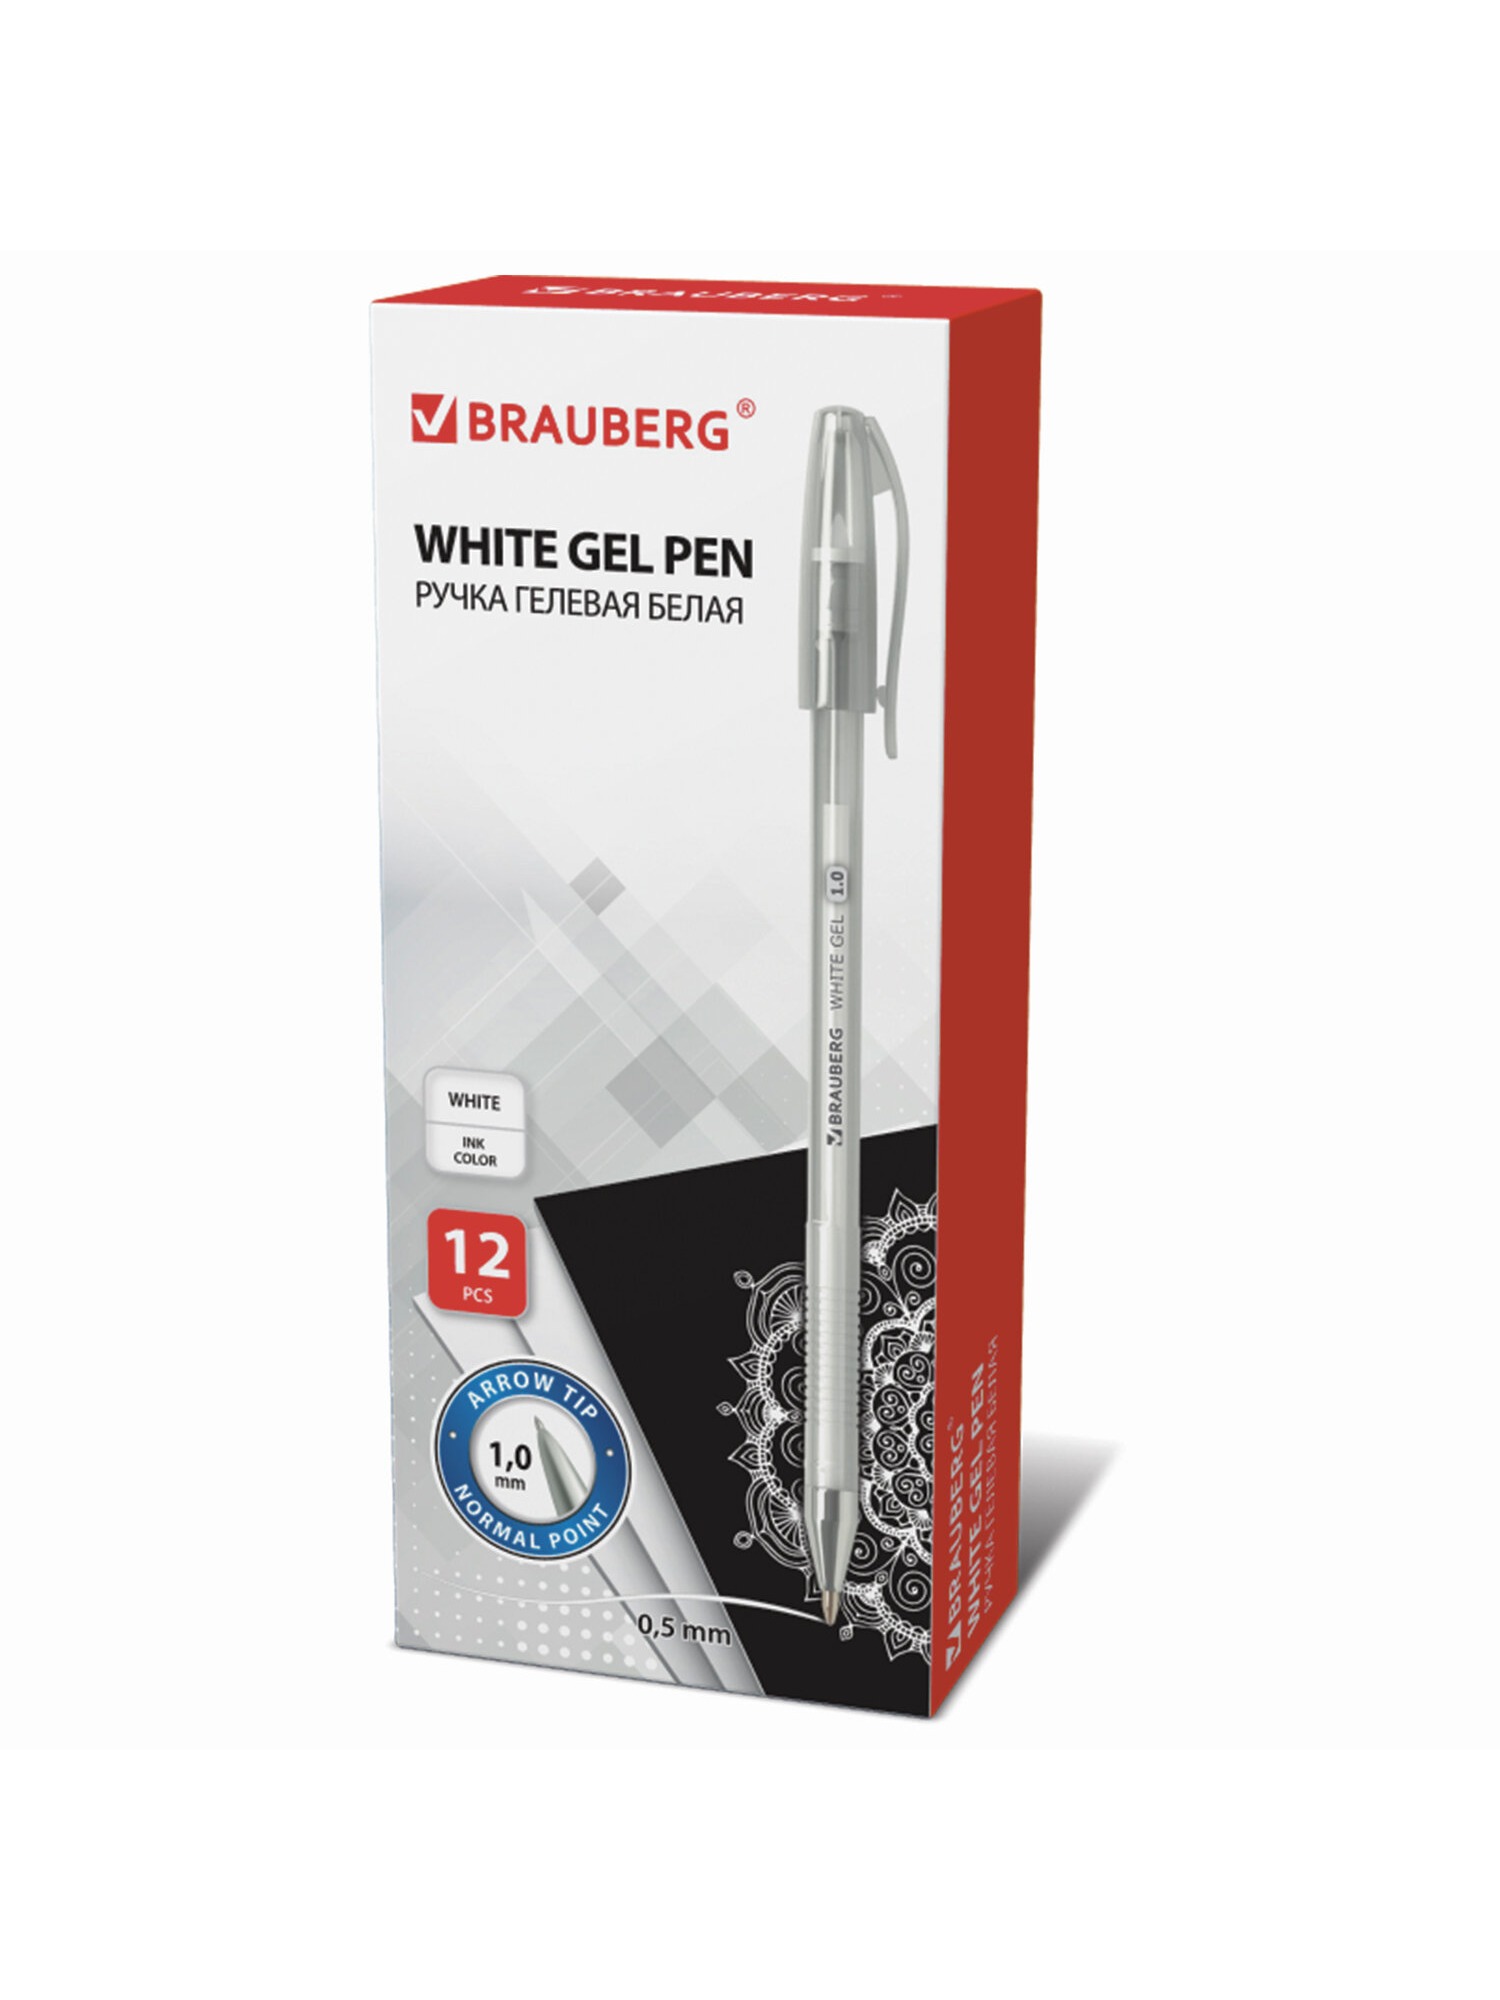 BRAUBERG®
BRAUBERG®
WHITE GEL PEN
РУЧКА ГЕЛЕВАЯ БЕЛАЯ
BRAUBERG WHITE GEL 1.0
WHITE
INK
COLOR
12
PCS
ARROW TIP
1,0
mm
NORMAL POINT
0,5 mm
BRAUBERG®
WHITE GEL PEN
РУЧКА ГЕЛЕВАЯ БЕЛАЯ